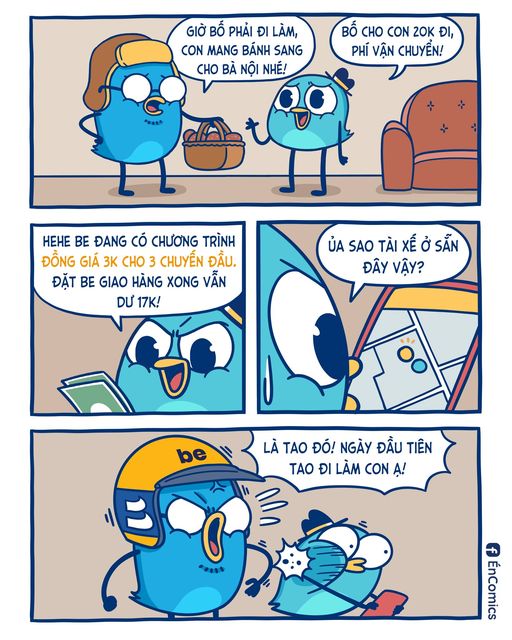 GIỜ BỐ PHẢI ĐI LÀM,
CON MANG BÁNH SANG
CHO BÀ NỘI NHÉ!
BỐ CHO CON 20K ĐI,
PHÍ VẬN CHUYỂN!
HEHE BE ĐANG CÓ CHƯƠNG TRÌNH
ĐỒNG GIÁ 3K CHO 3 CHUYẾN ĐẦU.
ĐẶT BE GIAO HÀNG XONG VẪN
DƯ 17K!
ỦA SAO TÀI XẾ Ở SẴN
ĐÂY VẬY?
be
LÀ TAO ĐÓ! NGÀY ĐẦU TIÊN
TAO ĐI LÀM CON Ạ!
ÉnComics